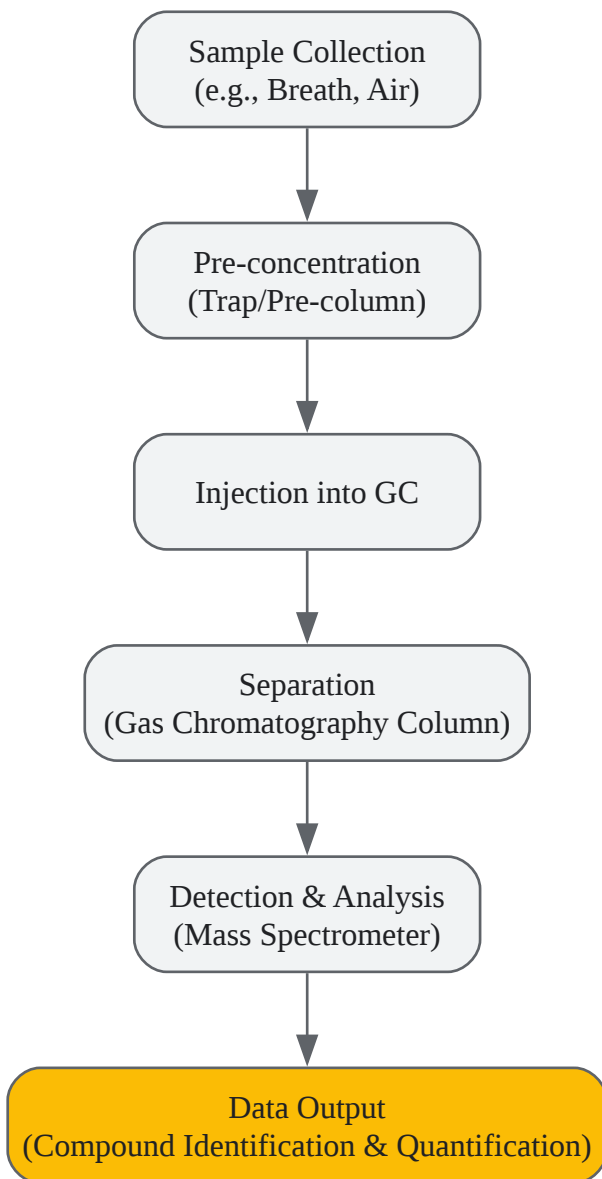 Sample Collection
(e.g., Breath, Air)
Pre-concentration
(Trap/Pre-column)
Injection into GC
Separation
(Gas Chromatography Column)
Detection & Analysis
(Mass Spectrometer)
Data Output
(Compound Identification & Quantification)